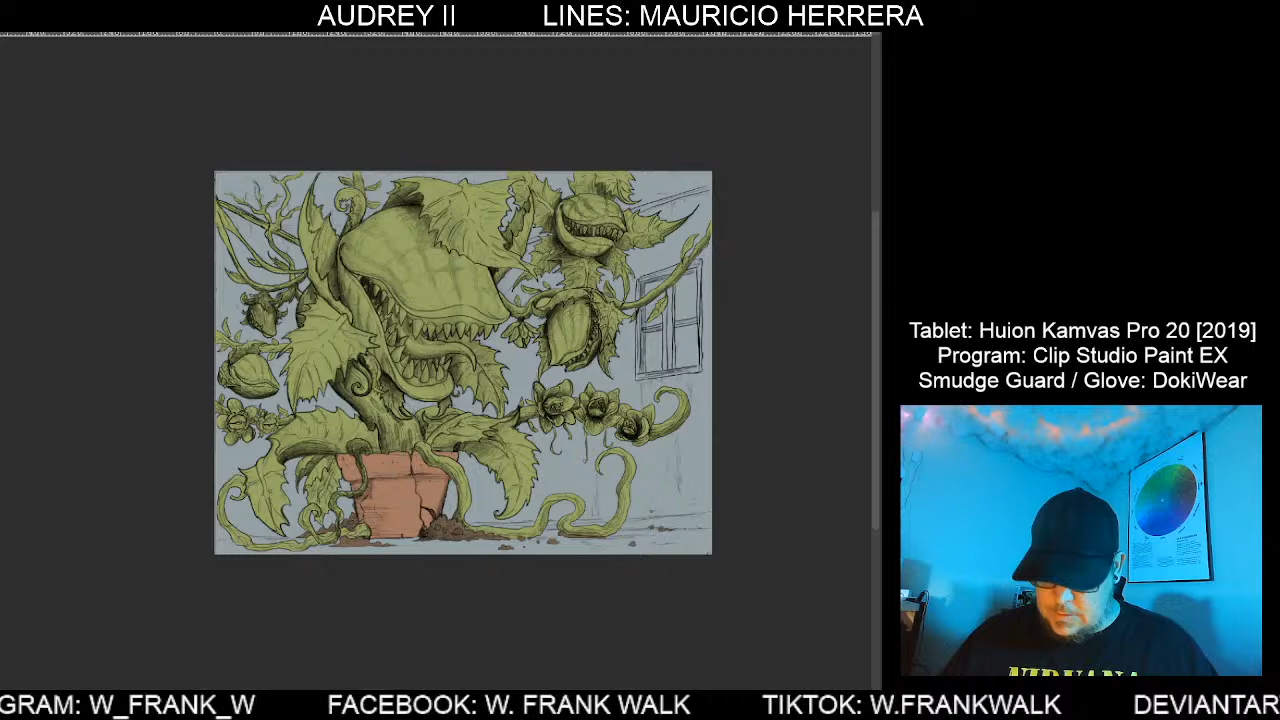 AUDREY II LINES: MAURICIO HERRERA
Tablet: Huion Kamvas Pro 20 [2019]
Program: Clip Studio Paint EX
Smudge Guard / Glove: DokiWear
NIRVANA
GRAM: W_FRANK_W FACEBOOK: W. FRANK WALK TIKTOK: W.FRANKWALK DEVIANTAR